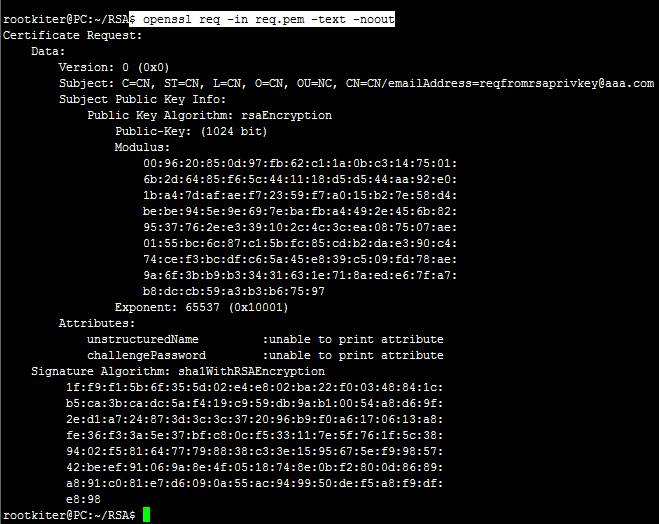 rootkiter@PC:~/RSA$ openssl req -in req.pem -text -noout
Certificate Request:
    Data:
        Version: 0 (0x0)
        Subject: C=CN, ST=CN, L=CN, O=CN, OU=NC, CN=CN/emailAddress=reqfromrsaprivkey@aaa.com
        Subject Public Key Info:
            Public Key Algorithm: rsaEncryption
                Public-Key: (1024 bit)
                Modulus:
                    00:96:20:85:0d:97:fb:62:c1:1a:0b:c3:14:75:01:
                    6b:2d:64:85:f6:5c:44:11:18:d5:d5:44:aa:92:e0:
                    1b:a4:7d:af:ae:f7:23:59:f7:a0:15:b2:7e:58:d4:
                    be:be:94:5e:9e:69:7e:ba:fb:a4:49:2e:45:6b:82:
                    95:37:76:2e:e3:39:10:2c:4c:3c:ea:08:75:07:ae:
                    01:55:bc:6c:87:c1:5b:fc:85:cd:b2:da:e3:90:c4:
                    74:ce:f3:bc:df:c6:5a:45:e8:39:c5:09:fd:78:ae:
                    9a:6f:3b:b9:b3:34:31:63:1e:71:8a:ed:e6:7f:a7:
                    b8:dc:cb:59:a3:b3:b6:75:97
                Exponent: 65537 (0x10001)
        Attributes:
            unstructuredName         :unable to print attribute
            challengePassword        :unable to print attribute
    Signature Algorithm: sha1WithRSAEncryption
         1f:f9:f1:5b:6f:35:5d:02:e4:e8:02:ba:22:f0:03:48:84:1c:
         b5:ca:3b:ca:dc:5a:f4:19:c9:59:db:9a:b1:00:54:a8:d6:9f:
         2e:d1:a7:24:87:3d:3c:3c:37:20:96:b9:f0:a6:17:06:13:a8:
         fe:36:f3:3a:5e:37:bf:c8:0c:f5:33:11:7e:5f:76:1f:5c:38:
         94:02:f5:81:64:77:79:88:38:c3:3e:15:95:67:5e:f9:98:57:
         42:be:ef:91:06:9a:8e:4f:05:18:74:8e:0b:f2:80:0d:86:89:
         a8:91:c0:81:e7:d6:09:0a:55:ac:94:99:50:de:f5:a8:f9:df:
         e8:98
rootkiter@PC:~/RSA$